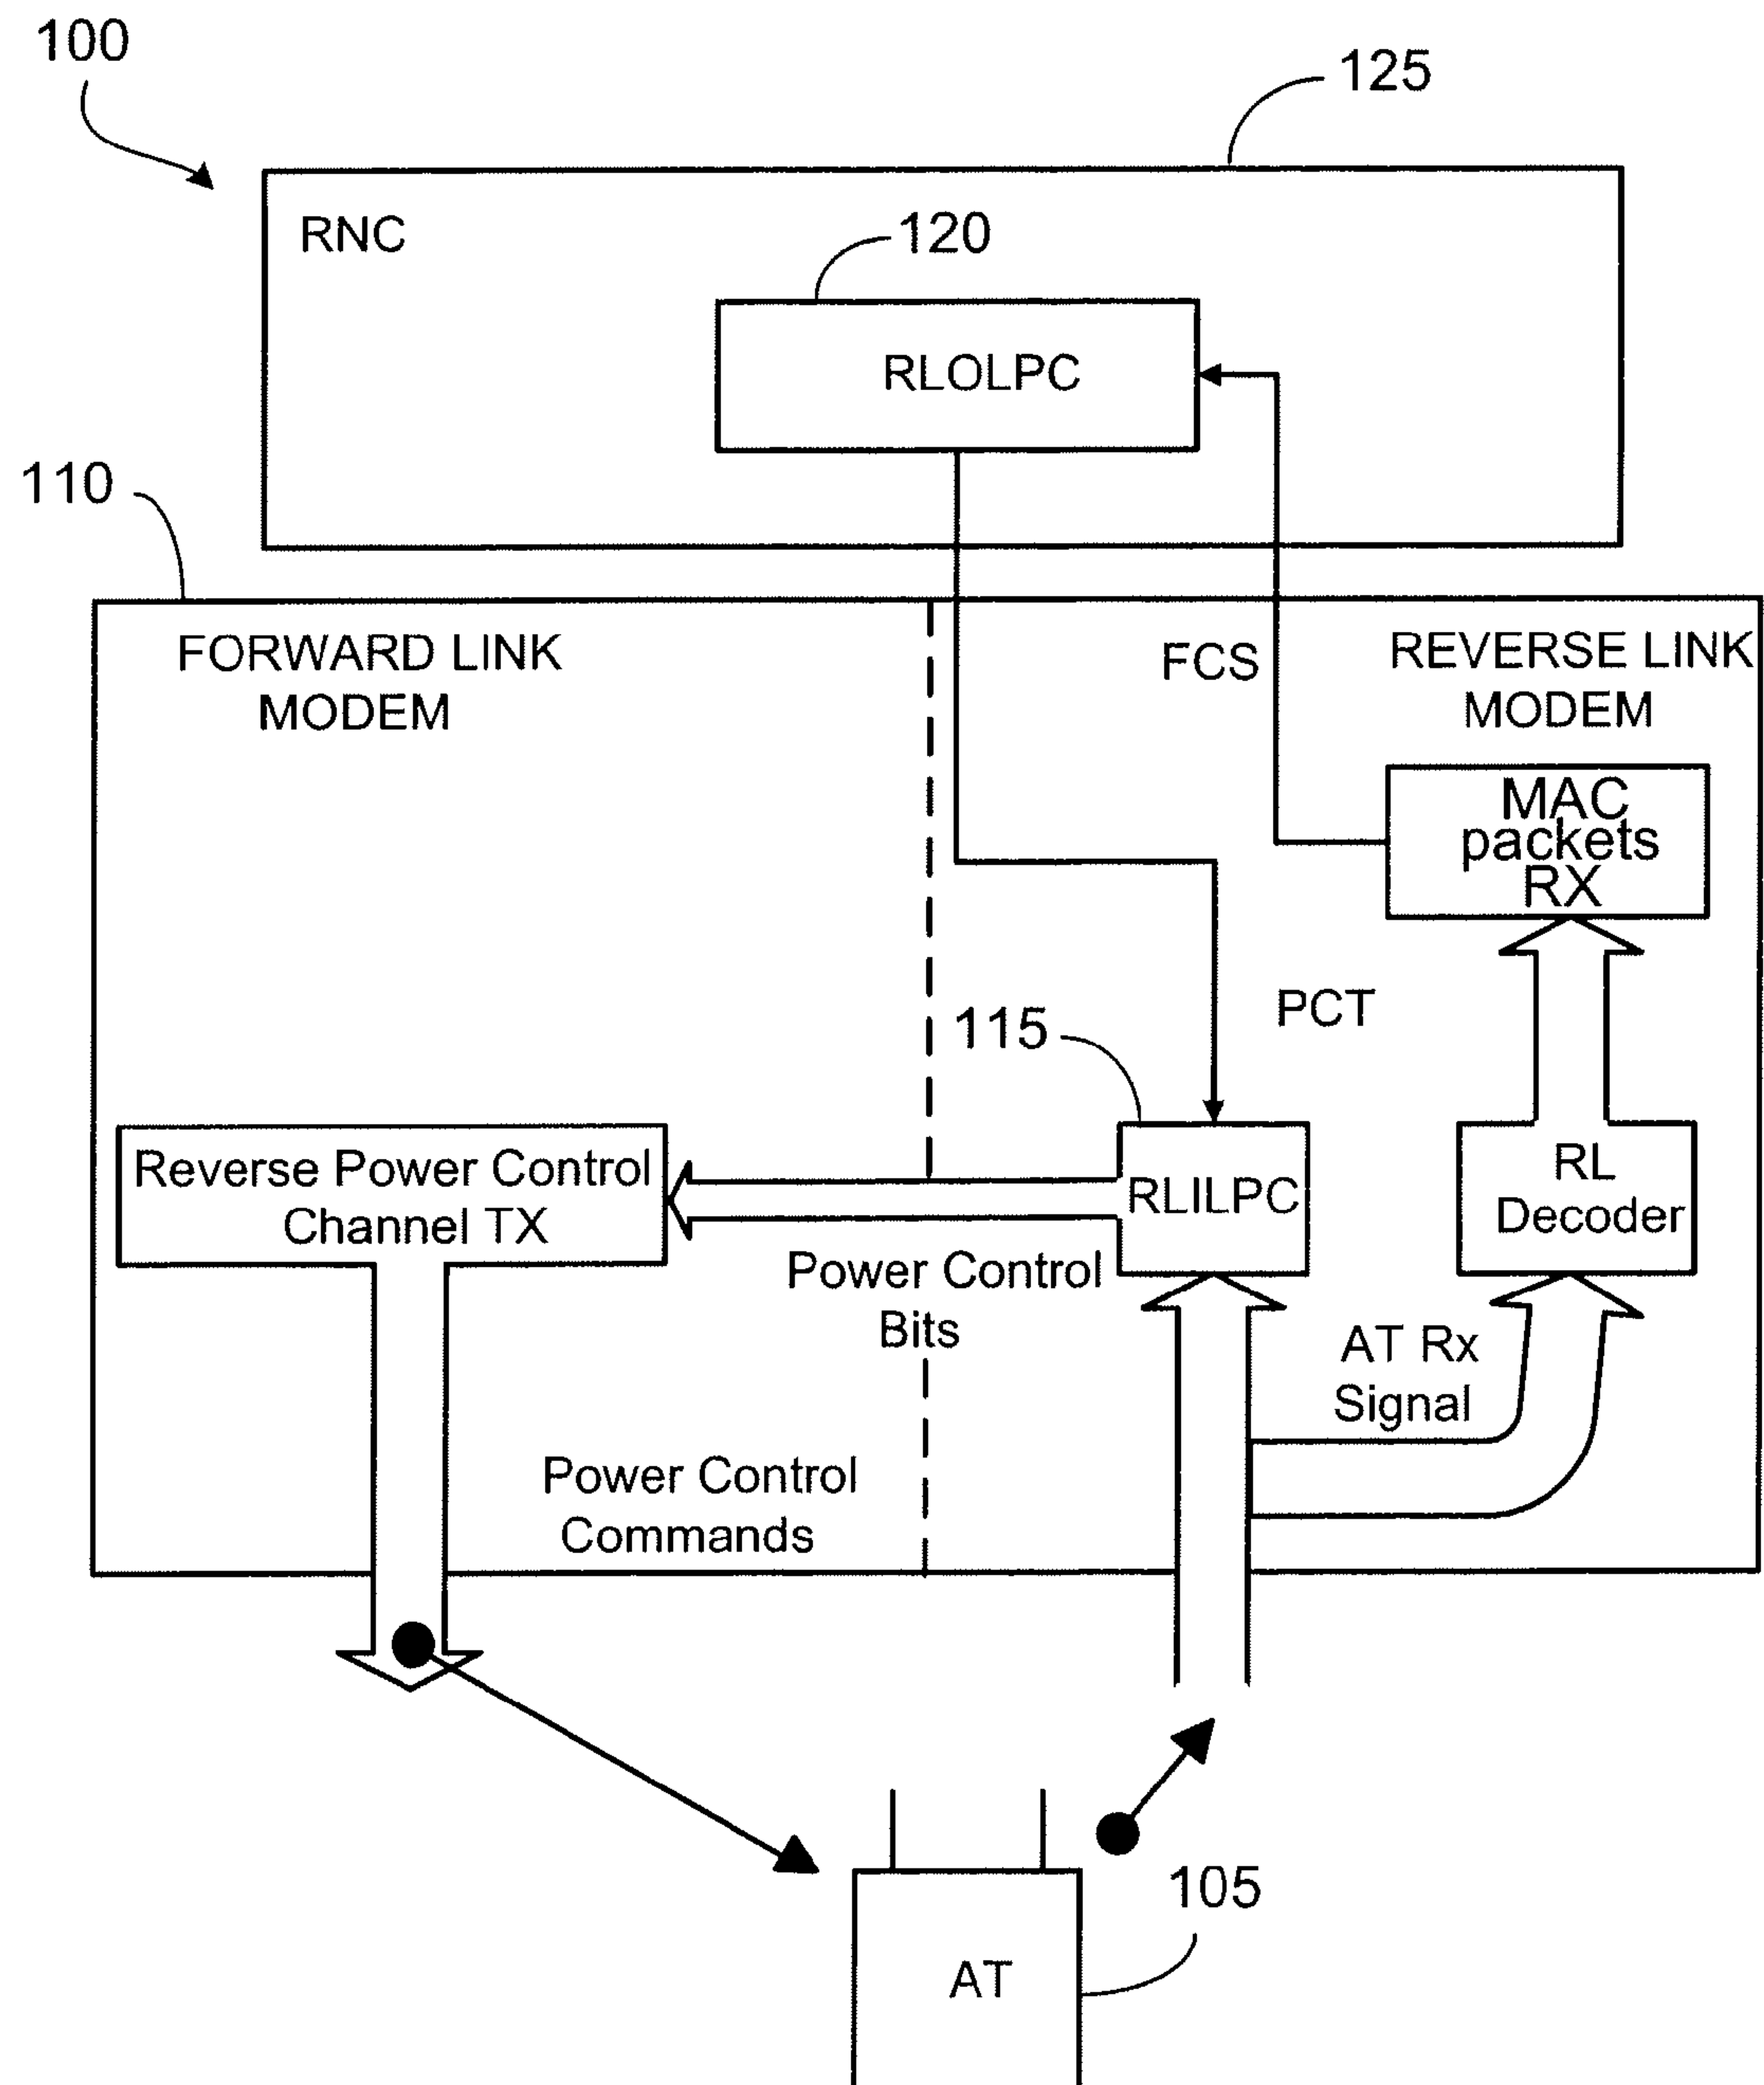 100
125
RNC
120
RLOLPC
110
FORWARD LINK
MODEM
FCS
REVERSE LINK
MODEM
MAC
packets
RX
PCT
115
Reverse Power Control
Channel TX
RLILPC
RL
Decoder
Power Control
Bits
AT Rx
Signal
Power Control
Commands
105
AT